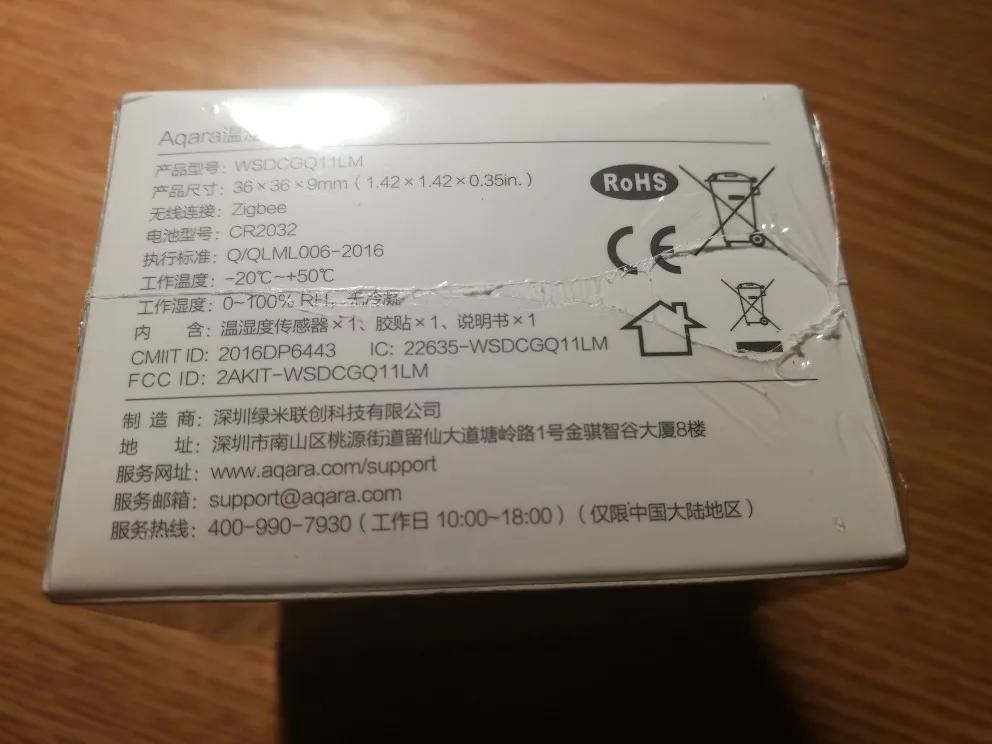 Aqara温湿
产品型号: WSDCGQ11LM
产品尺寸: 36×36×9mm（1.42×1.42×0.35in.）
无线连接: Zigbee
电池型号: CR2032
执行标准: Q/QLML006-2016
工作温度: -20℃~+50℃
工作湿度: 0~100% RH，无冷凝
内 含: 温湿度传感器×1、胶贴×1、说明书×1
CMIIT ID: 2016DP6443 IC: 22635-WSDCGQ11LM
FCC ID: 2AKIT-WSDCGQ11LM
RoHS
CE
制 造 商: 深圳绿米联创科技有限公司
地 址: 深圳市南山区桃源街道留仙大道塘岭路1号金骐智谷大厦8楼
服务网址: www.aqara.com/support
服务邮箱: support@aqara.com
服务热线: 400-990-7930（工作日 10:00~18:00）（仅限中国大陆地区）